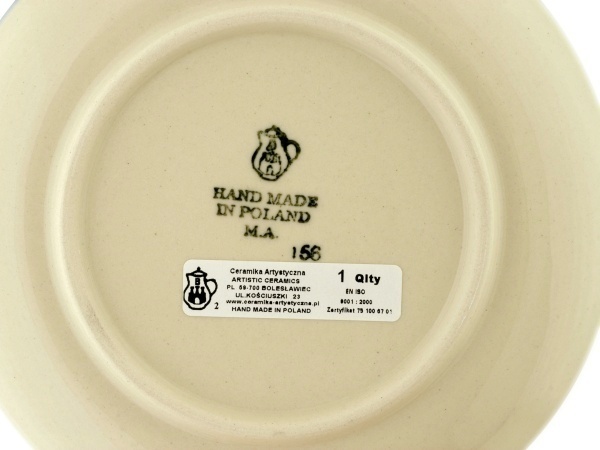 HAND MADE
IN POLAND
M.A.
156
Ceramika Artystyczna
ARTISTIC CERAMICS
PL 59-700 BOLESŁAWIEC
UL.KOŚCIUSZKI 23
www.ceramika-artystyczna.pl
HAND MADE IN POLAND
B
2
1 Qlty
EN ISO
9001 : 2000
Zertyfikat 75 100 67 01